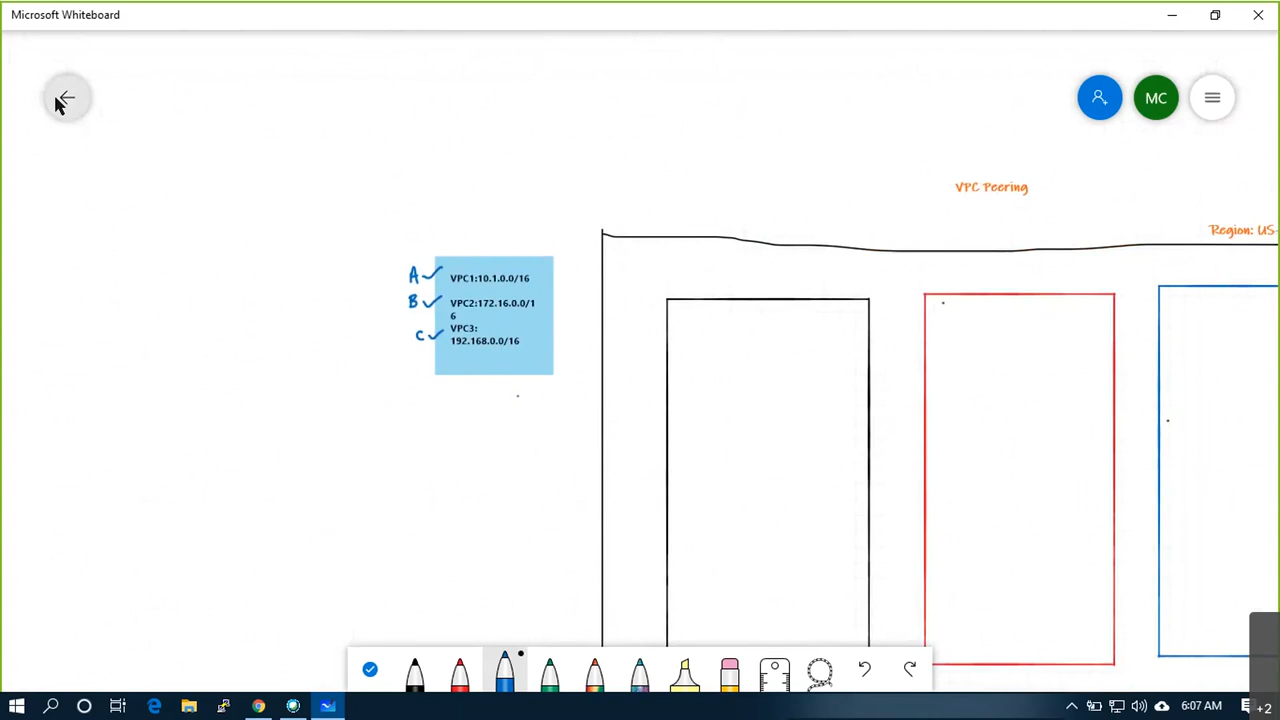 Microsoft Whiteboard
MC
VPC Peering
Region: US-
A VPC1:10.1.0.0/16
B VPC2:172.16.0.0/1
6
C VPC3:
192.168.0.0/16
6:07 AM
+2